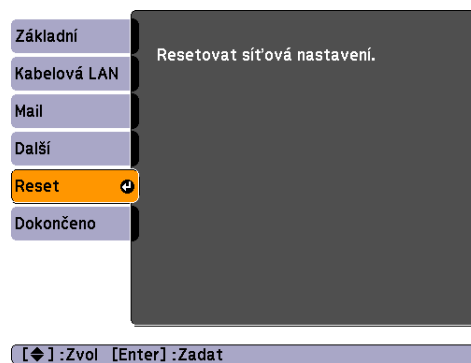 Základní
Kabelová LAN
Mail
Další
Reset
Dokončeno
Resetovat síťová nastavení.
[◆] :Zvol [Enter] :Zadat